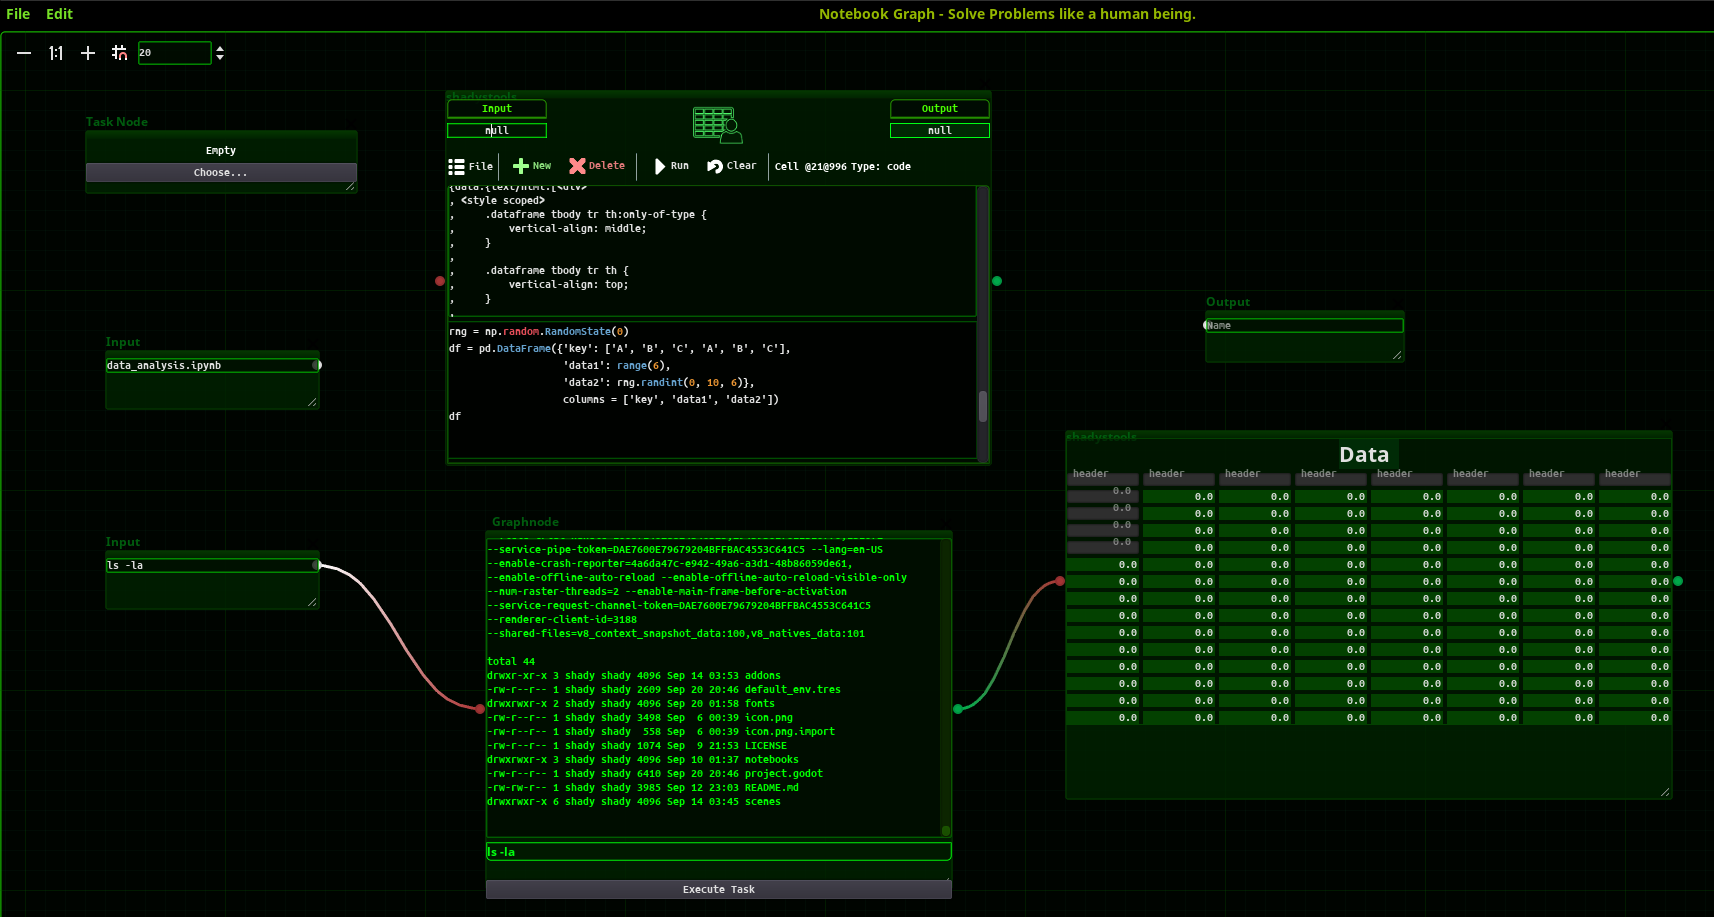 File Edit
Notebook Graph - Solve Problems like a human being.
1:1
20
Task Node
Empty
Choose...
Input
data_analysis.ipynb
Input
ls -la
shadystools
Input
null
Output
null
File New Delete Run Clear Cell @21@996 Type: code
{data:{text/html:[<div>
, <style scoped>
,     .dataframe tbody tr th:only-of-type {
,         vertical-align: middle;
,     }
,
,     .dataframe tbody tr th {
,         vertical-align: top;
,     }
rng = np.random.RandomState(0)
df = pd.DataFrame({'key': ['A', 'B', 'C', 'A', 'B', 'C'],
'data1': range(6),
'data2': rng.randint(0, 10, 6)},
columns = ['key', 'data1', 'data2'])
df
Graphnode
--service-pipe-token=DAE7600E79679204BFFBAC4553C641C5 --lang=en-US
--enable-crash-reporter=4a6da47c-e942-49a6-a3d1-48b86059de61,
--enable-offline-auto-reload --enable-offline-auto-reload-visible-only
--num-raster-threads=2 --enable-main-frame-before-activation
--service-request-channel-token=DAE7600E79679204BFFBAC4553C641C5
--renderer-client-id=3188
--shared-files=v8_context_snapshot_data:100,v8_natives_data:101
total 44
drwxr-xr-x 3 shady shady 4096 Sep 14 03:53 addons
-rw-r--r-- 1 shady shady 2609 Sep 20 20:46 default_env.tres
drwxrwxr-x 2 shady shady 4096 Sep 20 01:58 fonts
-rw-r--r-- 1 shady shady 3498 Sep  6 00:39 icon.png
-rw-r--r-- 1 shady shady  558 Sep  6 00:39 icon.png.import
-rw-r--r-- 1 shady shady 1074 Sep  9 21:53 LICENSE
drwxrwxr-x 3 shady shady 4096 Sep 10 01:37 notebooks
-rw-r--r-- 1 shady shady 6410 Sep 20 20:46 project.godot
-rw-rw-r-- 1 shady shady 3985 Sep 12 23:03 README.md
drwxrwxr-x 6 shady shady 4096 Sep 14 03:45 scenes
ls -la
Execute Task
Output
Name
shadystools
Data
header header header header header header header header
0.0 0.0 0.0 0.0 0.0 0.0 0.0 0.0
0.0 0.0 0.0 0.0 0.0 0.0 0.0 0.0
0.0 0.0 0.0 0.0 0.0 0.0 0.0 0.0
0.0 0.0 0.0 0.0 0.0 0.0 0.0 0.0
0.0 0.0 0.0 0.0 0.0 0.0 0.0 0.0
0.0 0.0 0.0 0.0 0.0 0.0 0.0 0.0
0.0 0.0 0.0 0.0 0.0 0.0 0.0 0.0
0.0 0.0 0.0 0.0 0.0 0.0 0.0 0.0
0.0 0.0 0.0 0.0 0.0 0.0 0.0 0.0
0.0 0.0 0.0 0.0 0.0 0.0 0.0 0.0
0.0 0.0 0.0 0.0 0.0 0.0 0.0 0.0
0.0 0.0 0.0 0.0 0.0 0.0 0.0 0.0
0.0 0.0 0.0 0.0 0.0 0.0 0.0 0.0
0.0 0.0 0.0 0.0 0.0 0.0 0.0 0.0